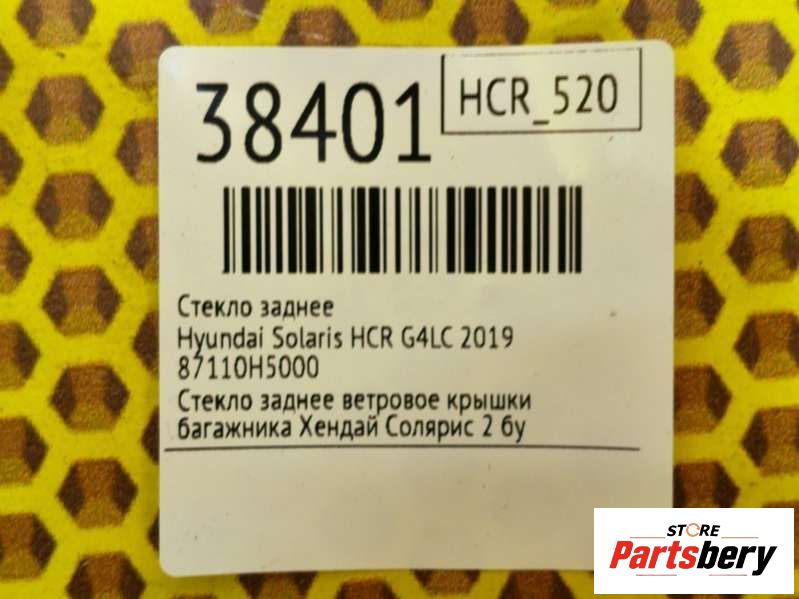 38401
HCR_520
Стекло заднее
Hyundai Solaris HCR G4LC 2019
87110H5000
Стекло заднее ветровое крышки
багажника Хендай Солярис 2 бу
STORE
Partsbery